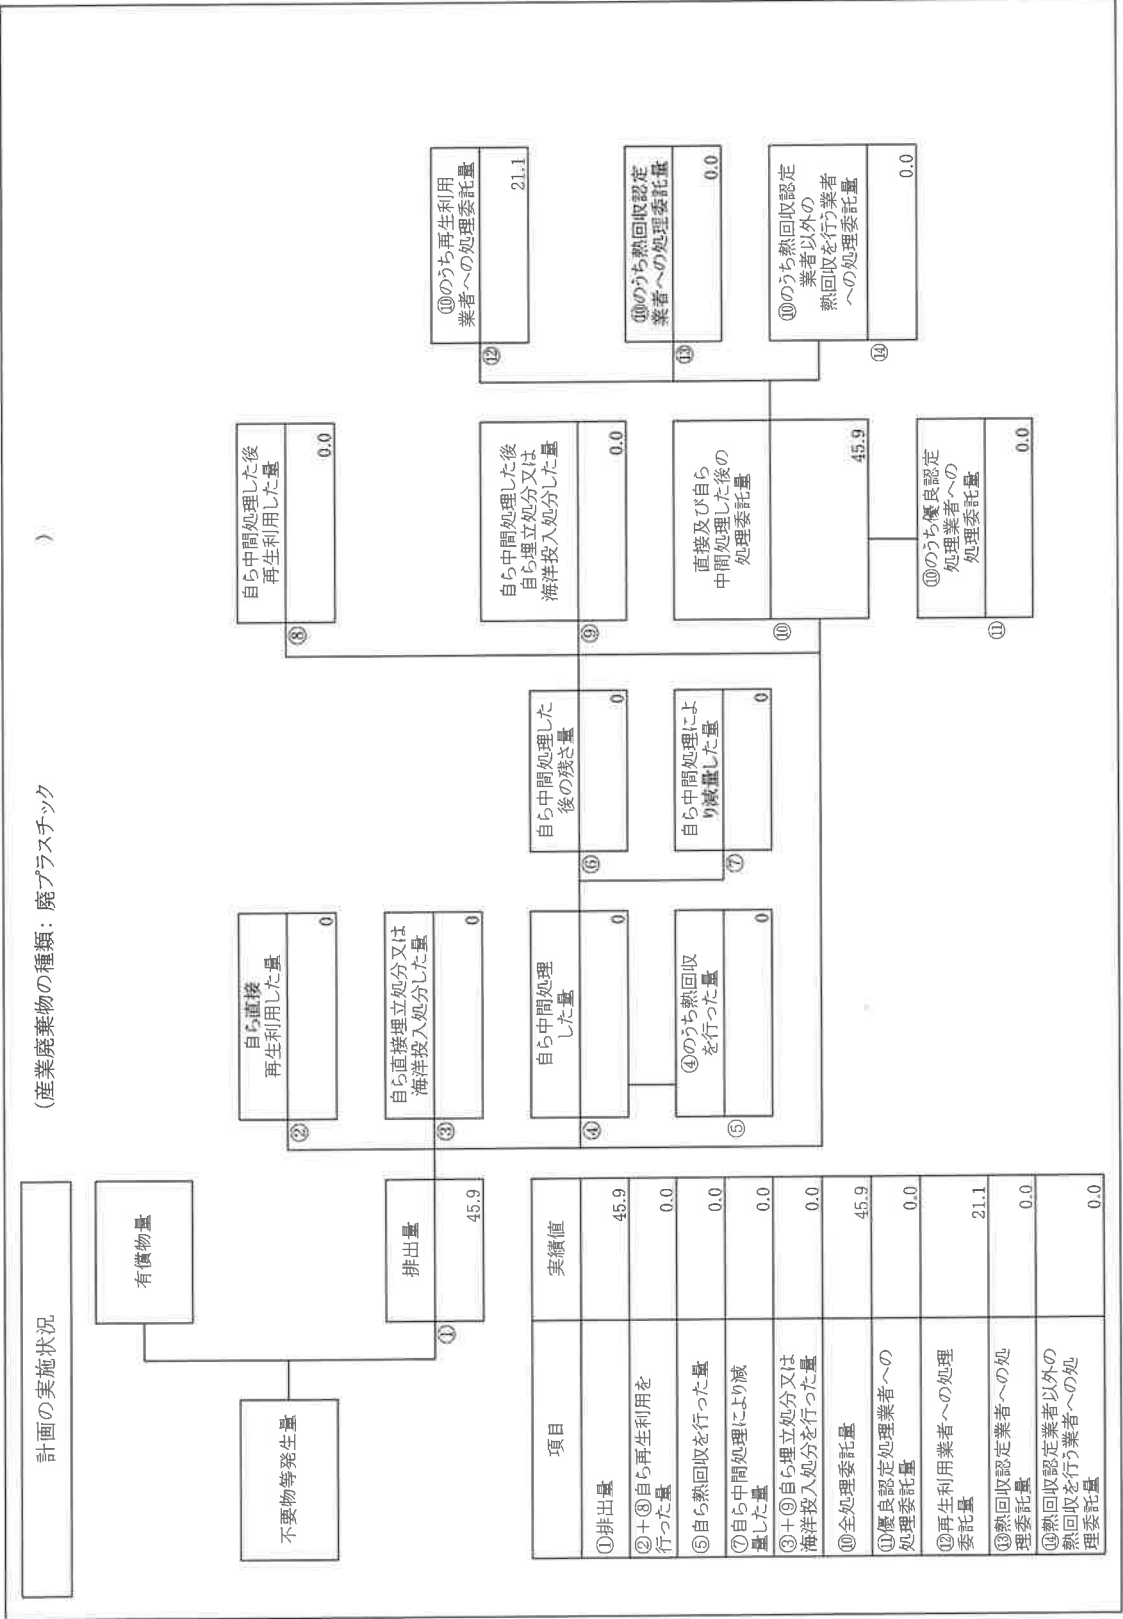 計画の実施状況
(産業廃棄物の種類: 廃プラスチック )
不要物等発生量
有償物量
①
排出量
45.9
②
自ら直接
再生利用した量
0
③
自ら直接埋立処分又は
海洋投入処分した量
0
④
自ら中間処理
した量
0
⑤
④のうち熱回収
を行った量
0
⑥
自ら中間処理した
後の残さ量
0
⑦
自ら中間処理によ
り減量した量
0
⑧
自ら中間処理した後
再生利用した量
0.0
⑨
自ら中間処理した後
自ら埋立処分又は
海洋投入処分した量
0.0
⑩
直接及び自ら
中間処理した後の
処理委託量
45.9
⑪
⑩のうち優良認定
処理業者への
処理委託量
0.0
⑫
⑩のうち再生利用
業者への処理委託量
21.1
⑬
⑩のうち熱回収認定
業者への処理委託量
0.0
⑭
⑩のうち熱回収認定
業者以外の
熱回収を行う業者
への処理委託量
0.0
項目 実績値
①排出量 45.9
②+⑧自ら再生利用を
行った量 0.0
⑤自ら熱回収を行った量 0.0
⑦自ら中間処理により減
量した量 0.0
③+⑨自ら埋立処分又は
海洋投入処分を行った量 0.0
⑩全処理委託量 45.9
⑪優良認定処理業者への
処理委託量 0.0
⑫再生利用業者への処理
委託量 21.1
⑬熱回収認定業者への処
理委託量 0.0
⑭熱回収認定業者以外の
熱回収を行う業者への処
理委託量 0.0